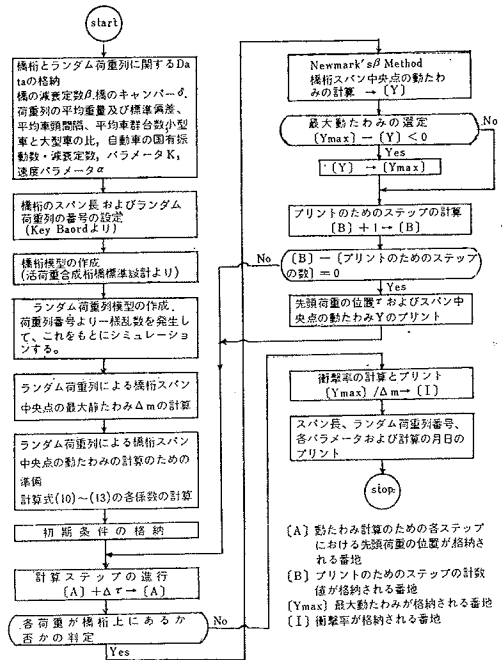 start
橋桁とランダム荷重列に関するDa
taの格納
橋の減衰定数β,橋のキャンバーδ,
荷重列の平均重量及び標準偏差、
平均車頭間隔、平均車群台数小型
車と大型車の比，自動車の固有振
動数・減衰定数，パラメータK，
速度パラメータα
橋桁のスパン長およびランダム
荷重列の番号の設定
(Key Baordより)
橋桁模型の作成
(活荷重合成桁橋標準設計より)
ランダム荷重列模型の作成．
荷重列番号より一様乱数を発生し
て、これをもとにシミュレーショ
ンする。
ランダム荷重列による橋桁スパン
中央点の最大静たわみΔmの計算
ランダム荷重列による橋桁スパン
中央点の動たわみの計算のための
準備
計算式(10)～(13)の各係数の計算
初期条件の格納
計算ステップの進行
〔A〕+Δτ→〔A〕
各荷重が橋桁上にあるか
否かの判定
No
Yes
Newmark'sβ Method
橋桁スパン中央点の動たわ
みの計算 →〔Y〕
最大動たわみの選定
〔Ymax〕－〔Y〕<0
No
Yes
〔Y〕→〔Ymax〕
プリントのためのステップの計算
〔B〕+1→〔B〕
No
〔B〕－〔プリントのためのステップ
の数〕=0
Yes
先頭荷重の位置τおよびスパン中
央点の動たわみYのプリント
衝撃率の計算とプリント
〔Ymax〕/Δm→〔I〕
スパン長、ランダム荷重列番号、
各パラメータおよび計算の月日の
プリント
stop
〔A〕動たわみ計算のための各ステップ
における先頭荷重の位置が格納
される番地
〔B〕プリントのためのステップの計数
値が格納される番地
〔Ymax〕最大動たわみが格納される番地
〔I〕衝撃率が格納される番地